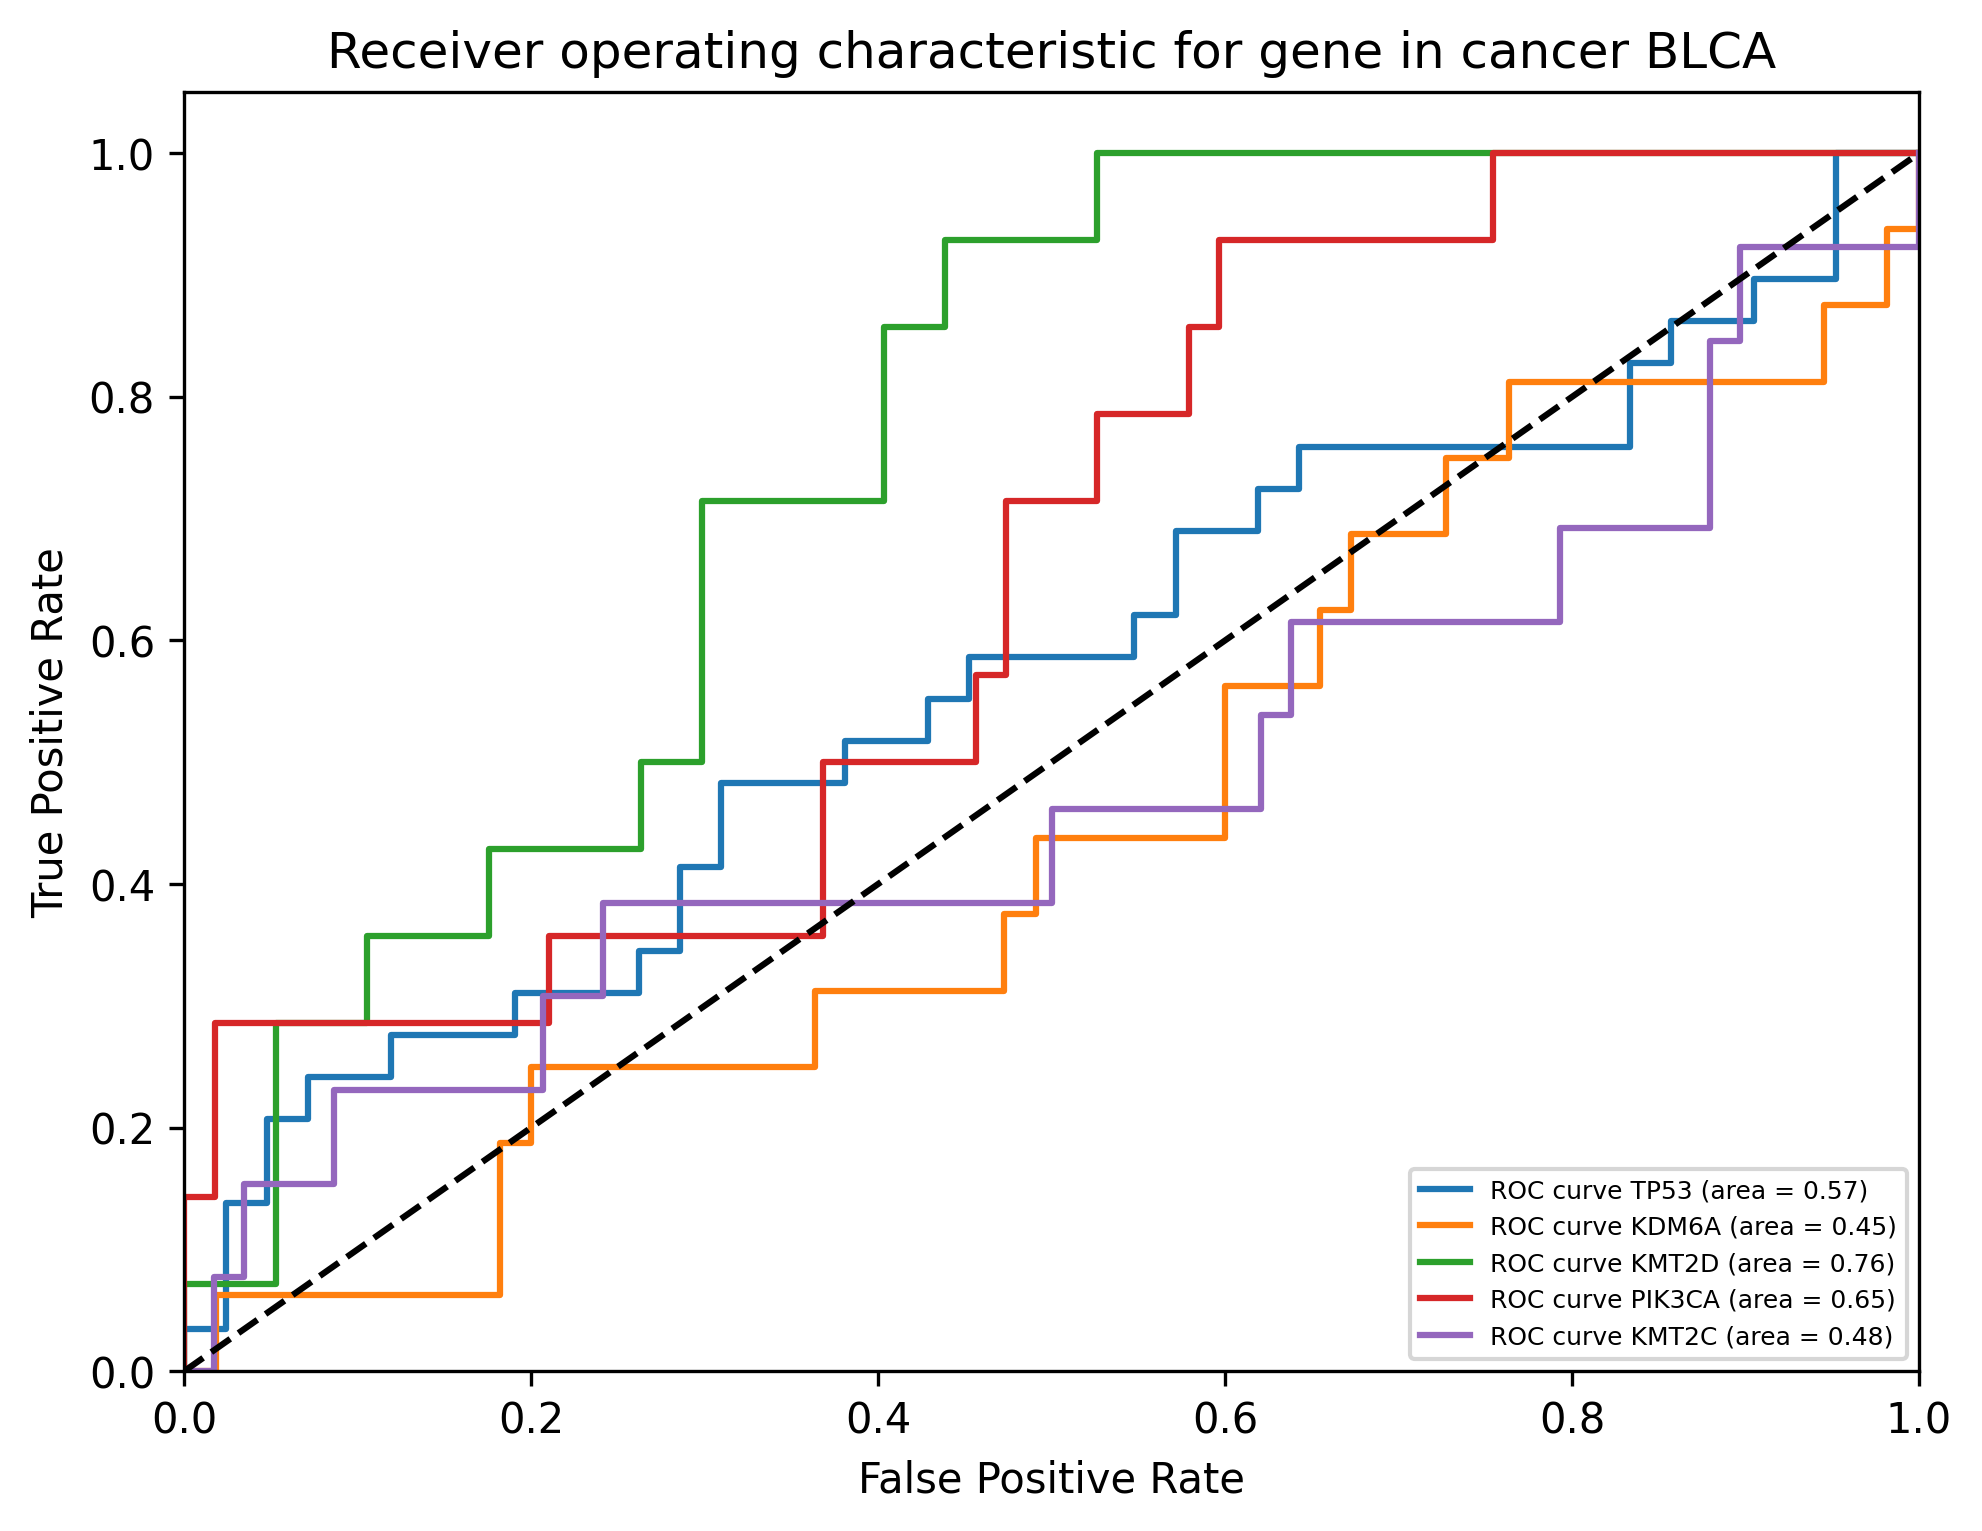 Receiver operating characteristic for gene in cancer BLCA
True Positive Rate
1.0
0.8
0.6
0.4
0.2
0.0
0.0 0.2 0.4 0.6 0.8 1.0
False Positive Rate
ROC curve TP53 (area = 0.57)
ROC curve KDM6A (area = 0.45)
ROC curve KMT2D (area = 0.76)
ROC curve PIK3CA (area = 0.65)
ROC curve KMT2C (area = 0.48)